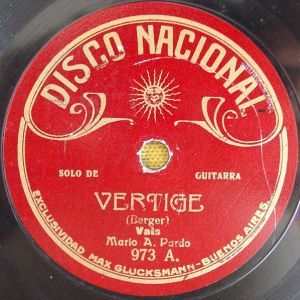 DISCO NACIONAL
SOLO DE GUITARRA
VERTIGE
(Berger)
Vals
Mario A. Pardo
973 A.
EXCLUSIVIDAD MAX GLUCKSMANN-BUENOS AIRES.